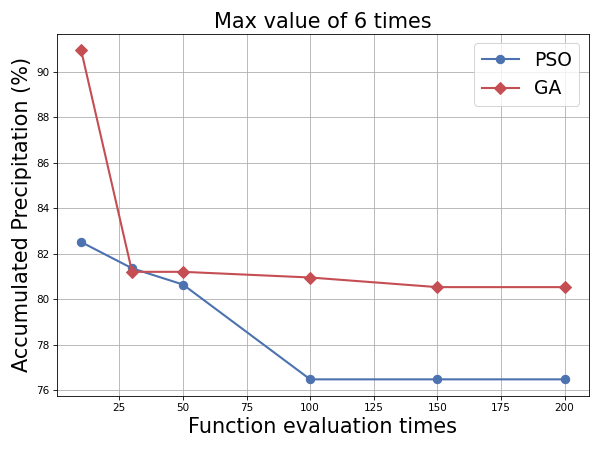 Max value of 6 times
PSO
GA
Accumulated Precipitation (%)
90
88
86
84
82
80
78
76
25 50 75 100 125 150 175 200
Function evaluation times